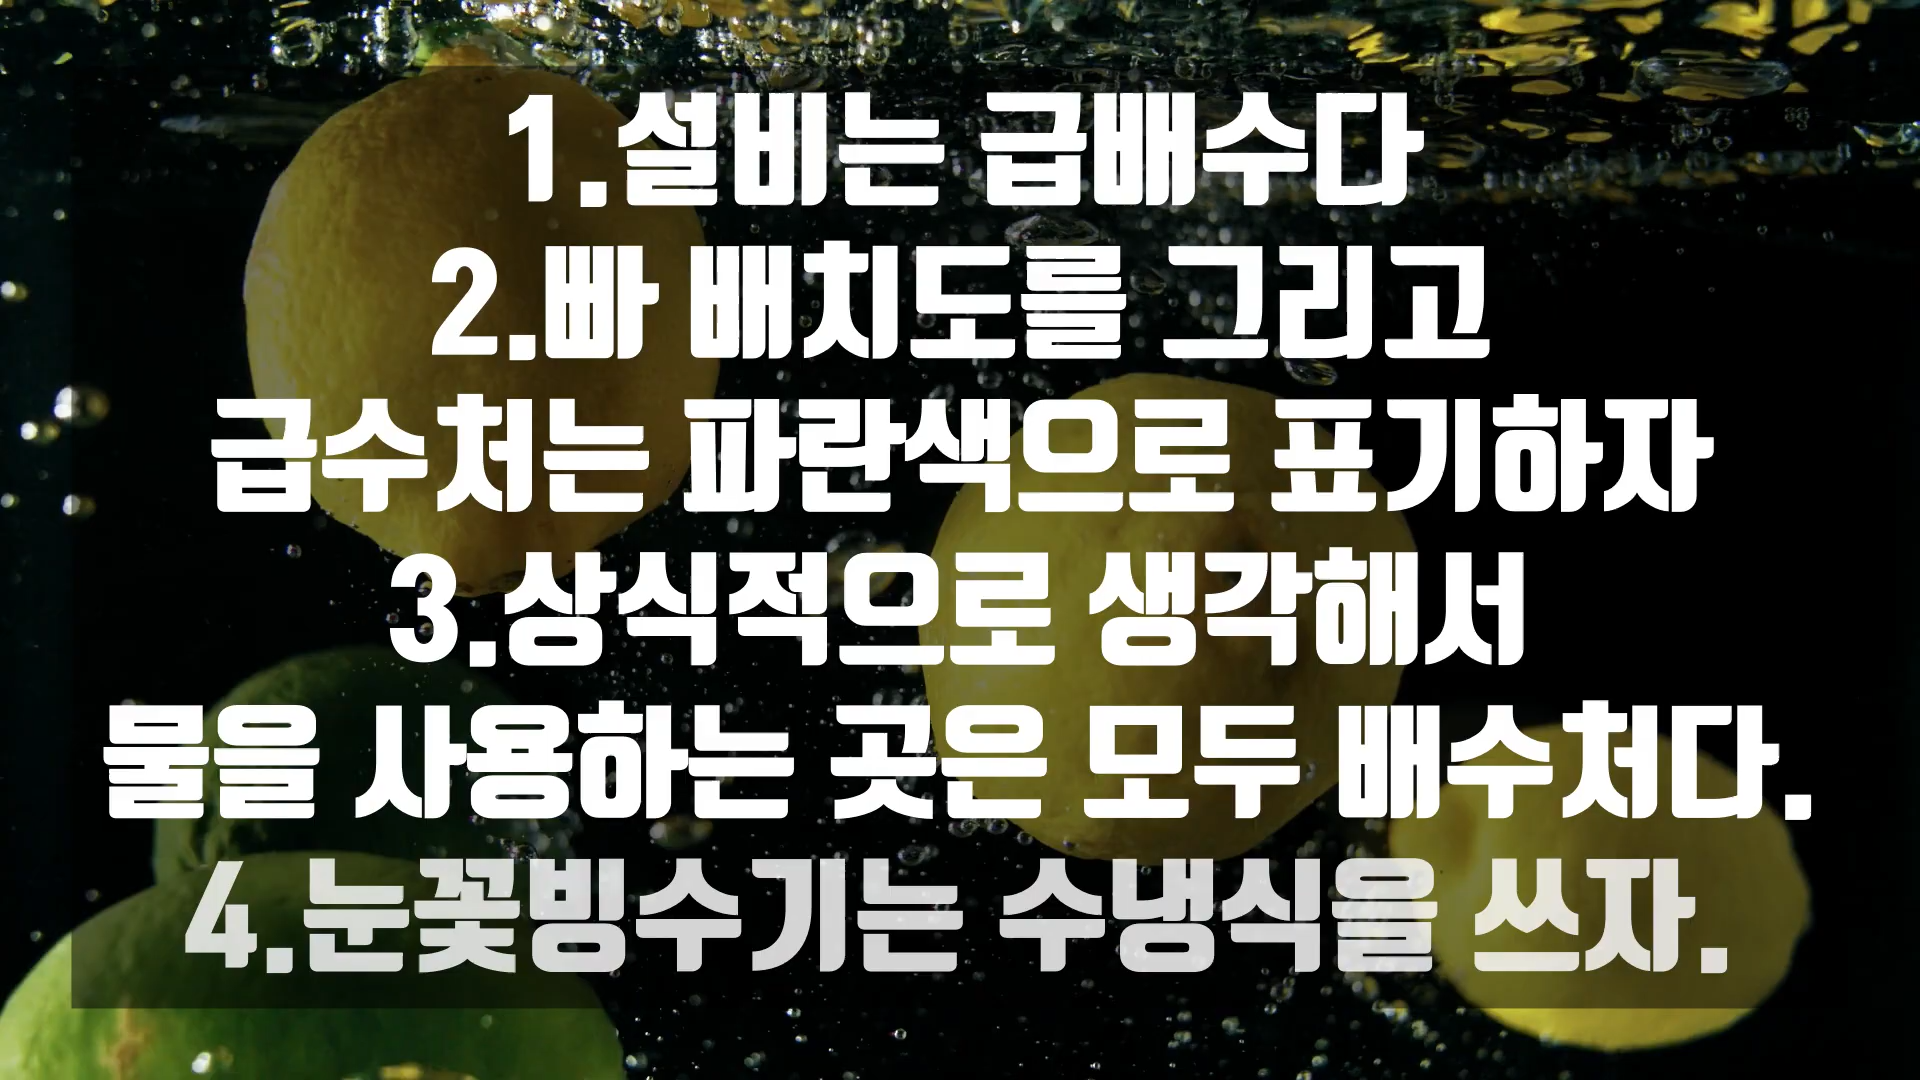 1.설비는 급배수다
2.빠 배치도를 그리고
급수처는 파란색으로 표기하자
3.상식적으로 생각해서
물을 사용하는 곳은 모두 배수처다.
4.눈꽃빙수기는 수냉식을 쓰자.